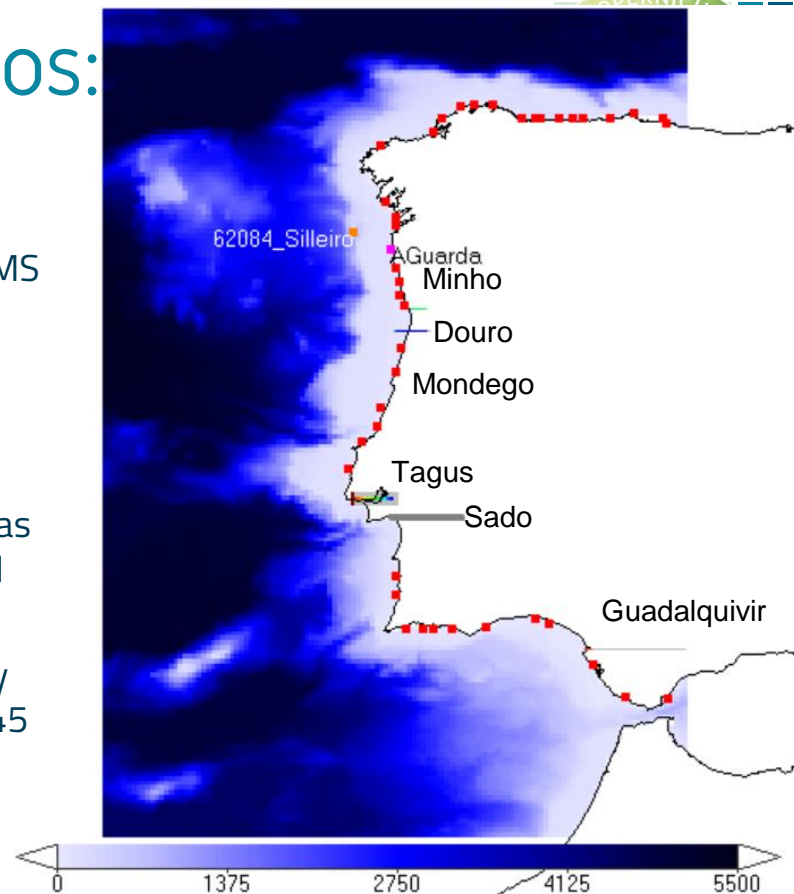 os:
62084_Silleiro
AGuarda
MS
Minho
Douro
Mondego
Tagus
as
Sado
Guadalquivir
45
0 1375 2750 4125 5500